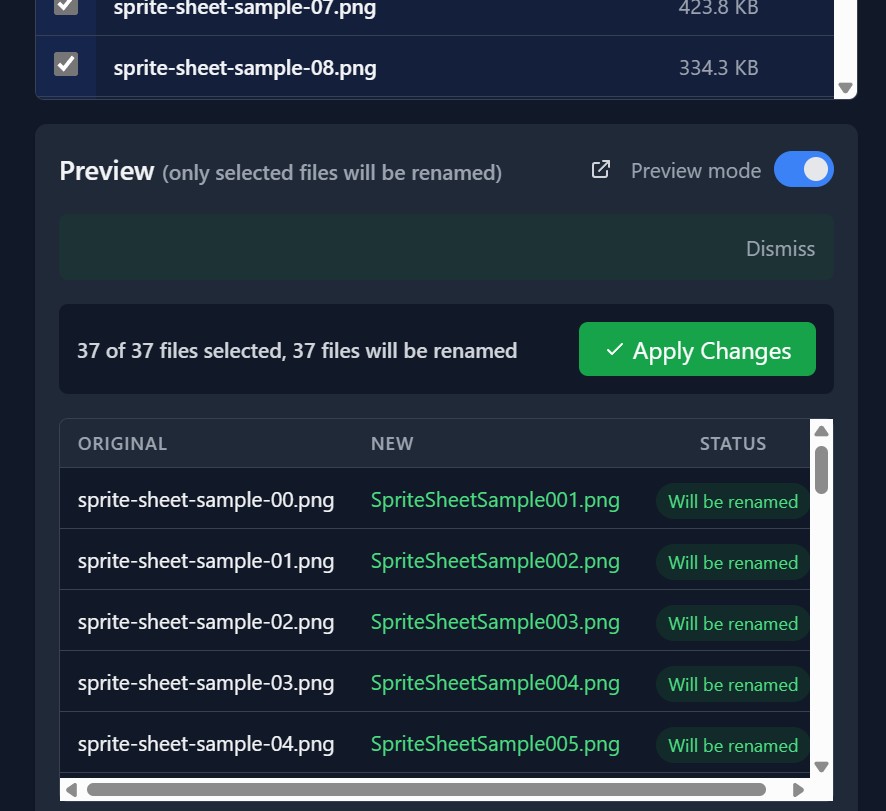 sprite-sheet-sample-07.png 423.8 KB
sprite-sheet-sample-08.png 334.3 KB
Preview (only selected files will be renamed) Preview mode
Dismiss
37 of 37 files selected, 37 files will be renamed Apply Changes
ORIGINAL NEW STATUS
sprite-sheet-sample-00.png SpriteSheetSample001.png Will be renamed
sprite-sheet-sample-01.png SpriteSheetSample002.png Will be renamed
sprite-sheet-sample-02.png SpriteSheetSample003.png Will be renamed
sprite-sheet-sample-03.png SpriteSheetSample004.png Will be renamed
sprite-sheet-sample-04.png SpriteSheetSample005.png Will be renamed